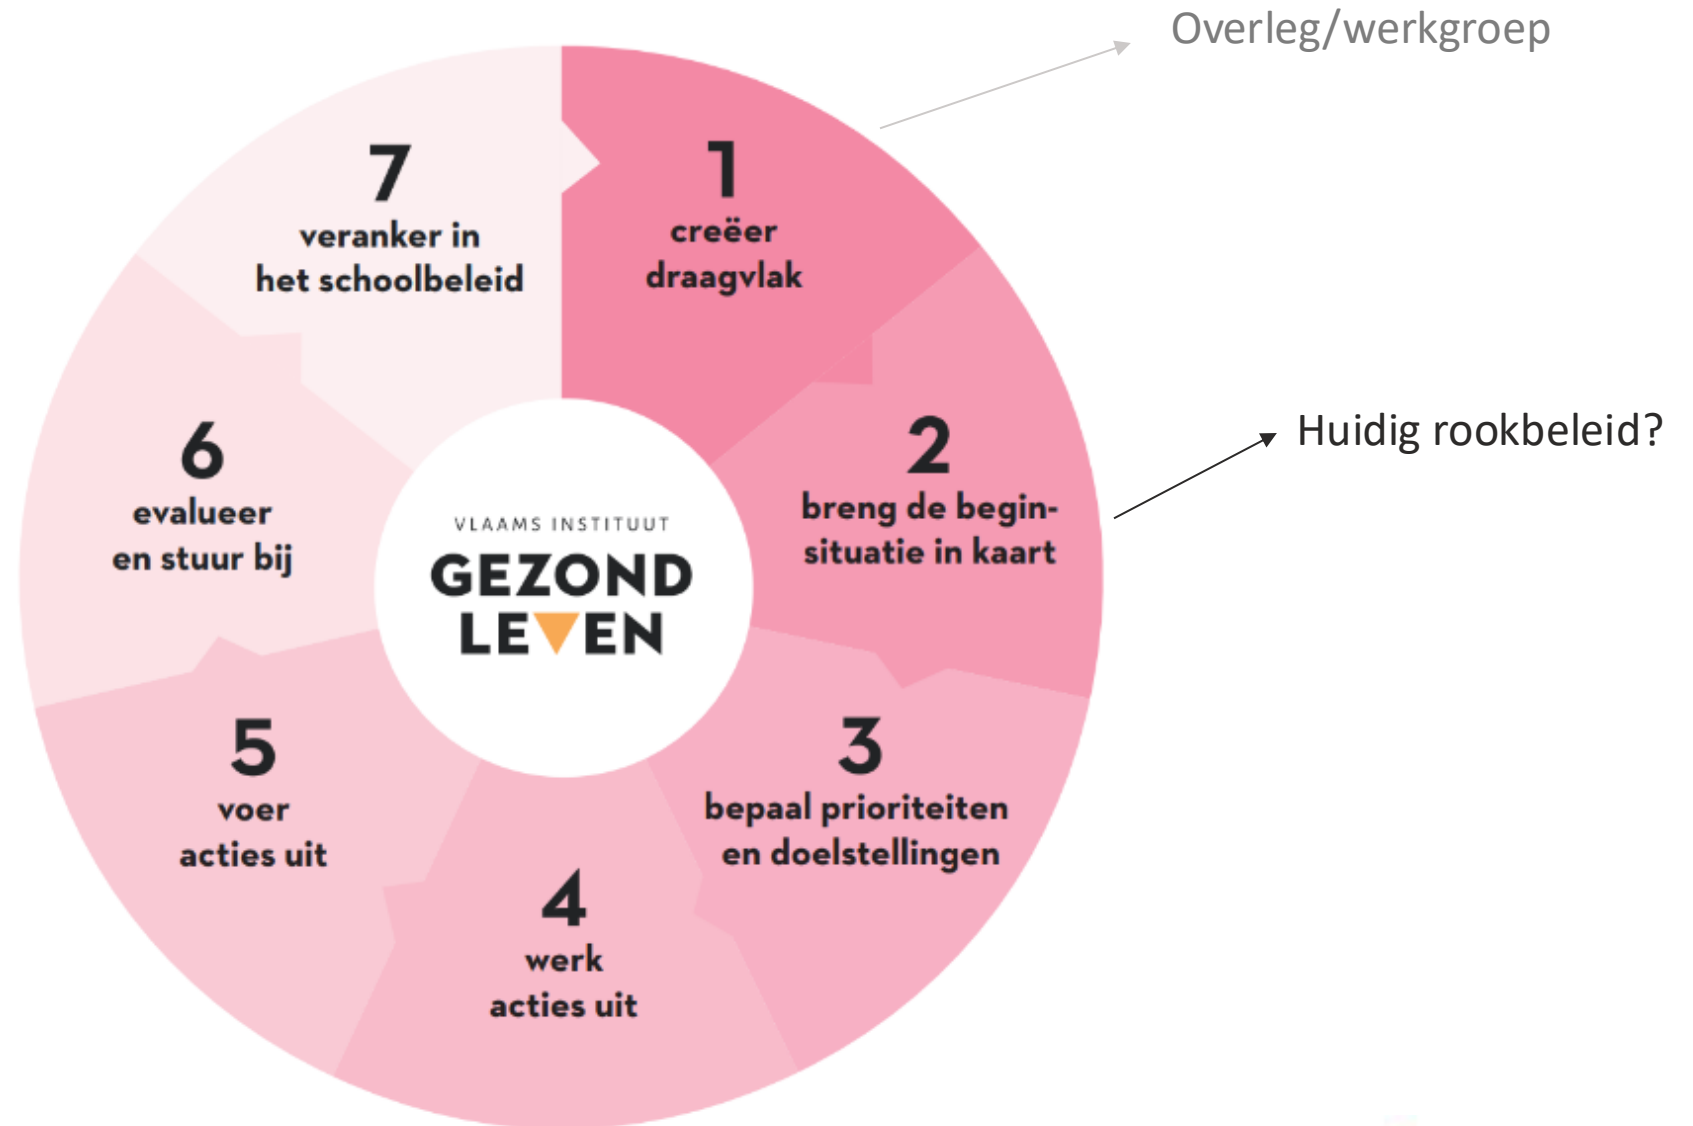 Overleg/werkgroep
1
creëer
draagvlak
2
breng de begin-
situatie in kaart
Huidig rookbeleid?
3
bepaal prioriteiten
en doelstellingen
4
werk
acties uit
5
voer
acties uit
6
evalueer
en stuur bij
7
veranker in
het schoolbeleid
VLAAMS INSTITUUT
GEZOND
LEVEN